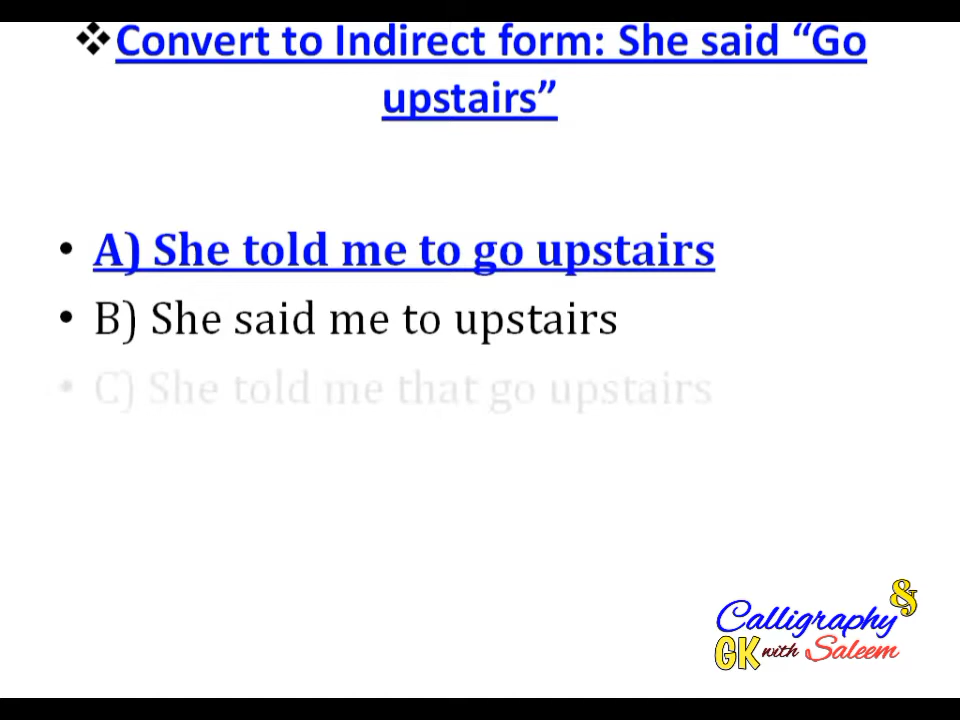 ❖Convert to Indirect form: She said “Go
upstairs”
• A) She told me to go upstairs
• B) She said me to upstairs
• C) She told me that go upstairs
Calligraphy &
GK with Saleem